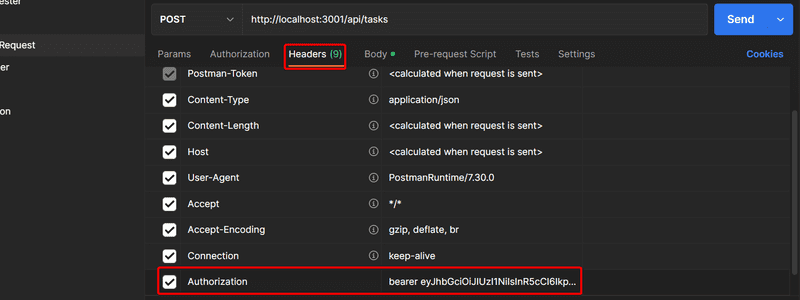 ester
POST
http://localhost:3001/api/tasks
Send
Request
Params Authorization Headers (9) Body Pre-request Script Tests Settings Cookies
er
Postman-Token <calculated when request is sent>
Content-Type application/json
on
Content-Length <calculated when request is sent>
Host <calculated when request is sent>
User-Agent PostmanRuntime/7.30.0
Accept */*
Accept-Encoding gzip, deflate, br
Connection keep-alive
Authorization bearer eyJhbGciOiJIUzI1NiIsInR5cCI6Ikp...